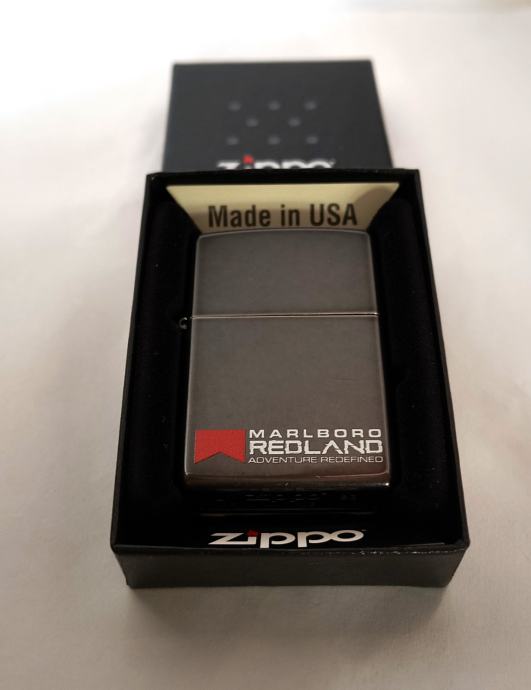 zippo
Made in USA
MARLBORO
REDLAND
ADVENTURE REDEFINED
zippo